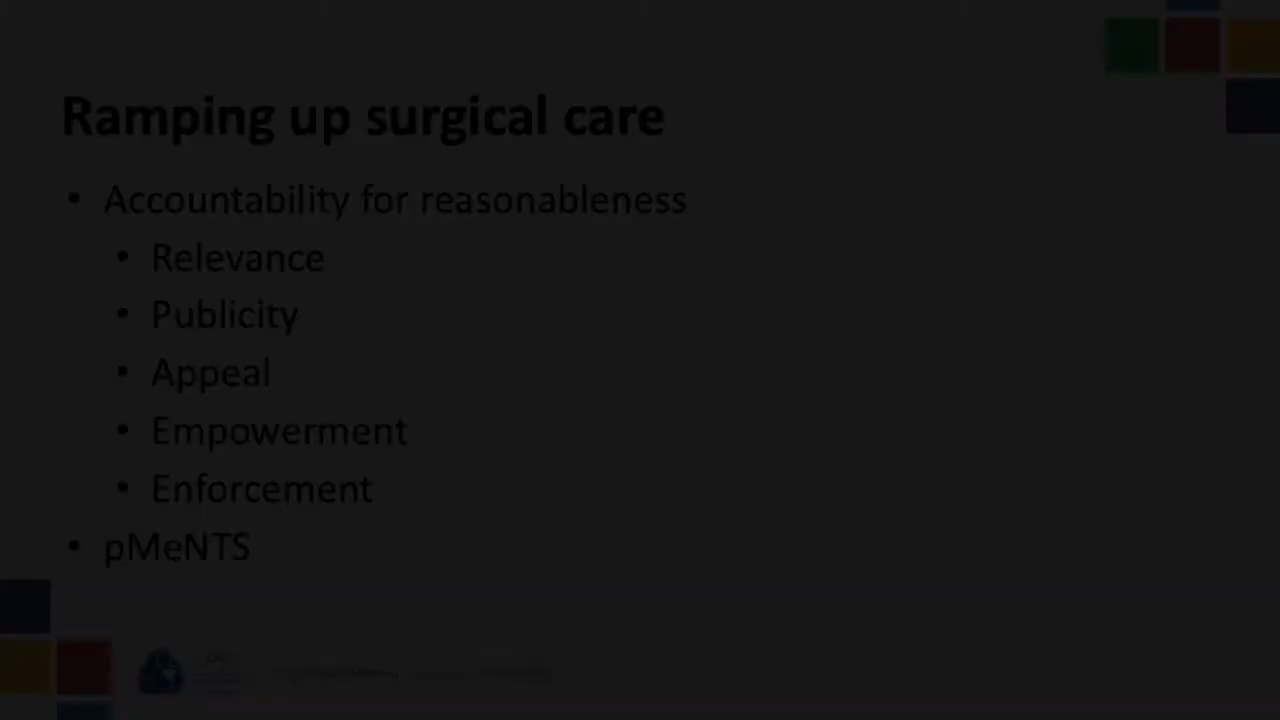 Ramping up surgical care
• Accountability for reasonableness
• Relevance
• Publicity
• Appeal
• Empowerment
• Enforcement
• pMeNTS